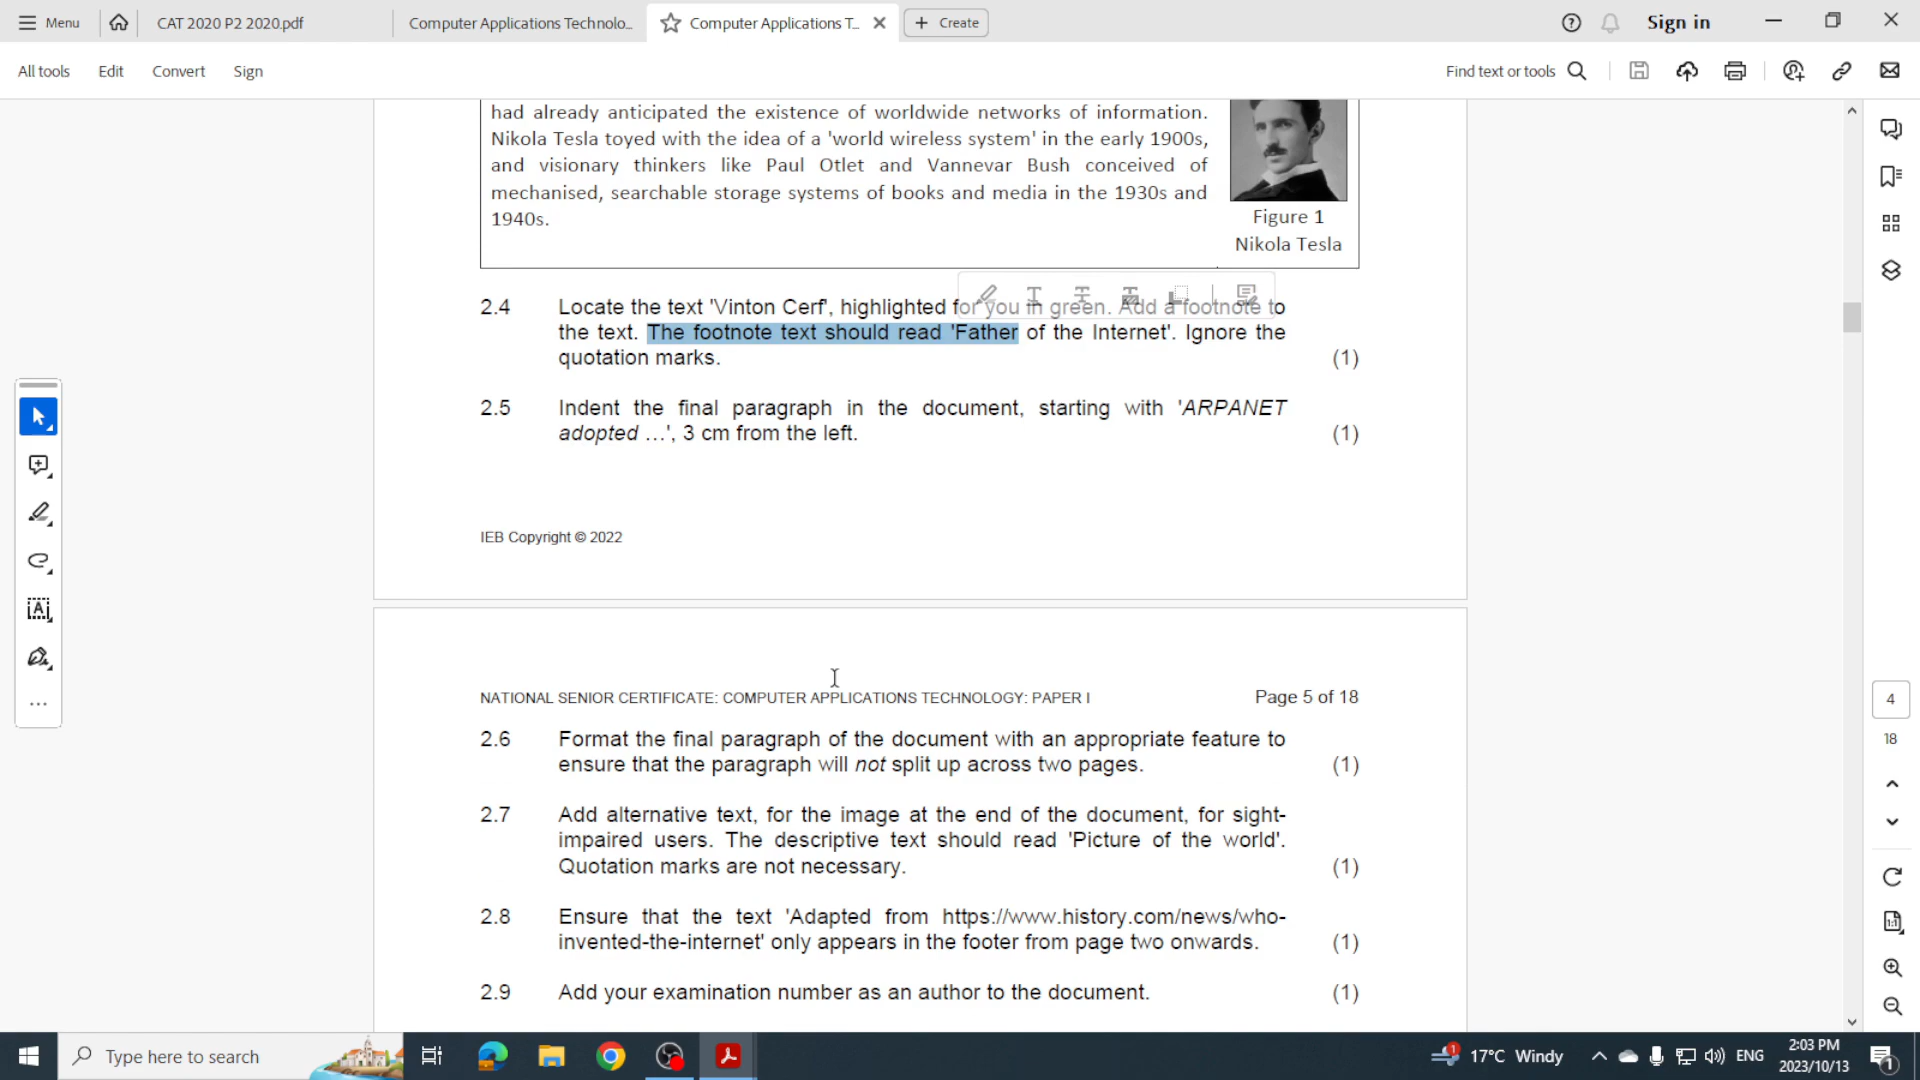 Menu
CAT 2020 P2 2020.pdf
Computer Applications Technolo...
Computer Applications T...
Create
Sign in
All tools
Edit
Convert
Sign
Find text or tools
had already anticipated the existence of worldwide networks of information.
Nikola Tesla toyed with the idea of a 'world wireless system' in the early 1900s,
and visionary thinkers like Paul Otlet and Vannevar Bush conceived of
mechanised, searchable storage systems of books and media in the 1930s and
1940s.
Figure 1
Nikola Tesla
2.4 Locate the text 'Vinton Cerf', highlighted for you in green. Add a footnote to
the text. The footnote text should read 'Father of the Internet'. Ignore the
quotation marks. (1)
2.5 Indent the final paragraph in the document, starting with 'ARPANET
adopted ...', 3 cm from the left. (1)
IEB Copyright © 2022
NATIONAL SENIOR CERTIFICATE: COMPUTER APPLICATIONS TECHNOLOGY: PAPER I Page 5 of 18
2.6 Format the final paragraph of the document with an appropriate feature to
ensure that the paragraph will not split up across two pages. (1)
2.7 Add alternative text, for the image at the end of the document, for sight-
impaired users. The descriptive text should read 'Picture of the world'.
Quotation marks are not necessary. (1)
2.8 Ensure that the text 'Adapted from https://www.history.com/news/who-
invented-the-internet' only appears in the footer from page two onwards. (1)
2.9 Add your examination number as an author to the document. (1)
4
18
1:1
Type here to search
1
17°C Windy
ENG
2:03 PM
2023/10/13
1